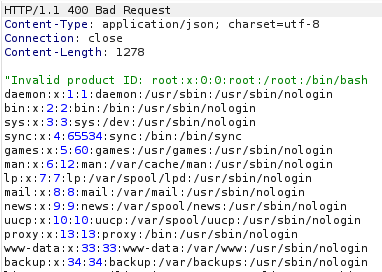 HTTP/1.1 400 Bad Request
Content-Type: application/json; charset=utf-8
Connection: close
Content-Length: 1278

"Invalid product ID: root:x:0:0:root:/root:/bin/bash
daemon:x:1:1:daemon:/usr/sbin:/usr/sbin/nologin
bin:x:2:2:bin:/bin:/usr/sbin/nologin
sys:x:3:3:sys:/dev:/usr/sbin/nologin
sync:x:4:65534:sync:/bin:/bin/sync
games:x:5:60:games:/usr/games:/usr/sbin/nologin
man:x:6:12:man:/var/cache/man:/usr/sbin/nologin
lp:x:7:7:lp:/var/spool/lpd:/usr/sbin/nologin
mail:x:8:8:mail:/var/mail:/usr/sbin/nologin
news:x:9:9:news:/var/spool/news:/usr/sbin/nologin
uucp:x:10:10:uucp:/var/spool/uucp:/usr/sbin/nologin
proxy:x:13:13:proxy:/bin:/usr/sbin/nologin
www-data:x:33:33:www-data:/var/www:/usr/sbin/nologin
backup:x:34:34:backup:/var/backups:/usr/sbin/nologin